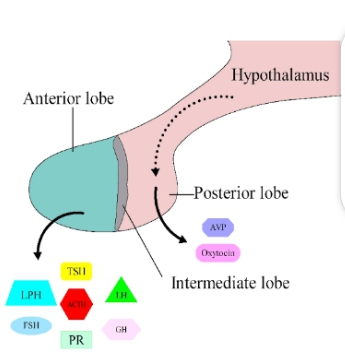 Hypothalamus
Anterior lobe
Posterior lobe
AVP
Oxytocin
Intermediate lobe
TSH
LPH
ACTH
LH
FSH
PR
GH